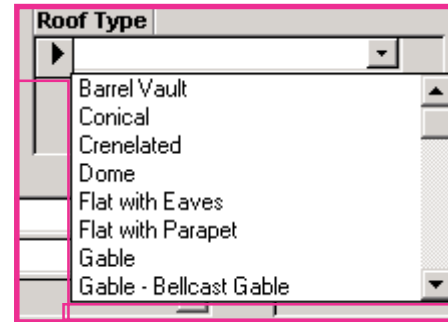 Roof Type
Barrel Vault
Conical
Crenelated
Dome
Flat with Eaves
Flat with Parapet
Gable
Gable - Bellcast Gable